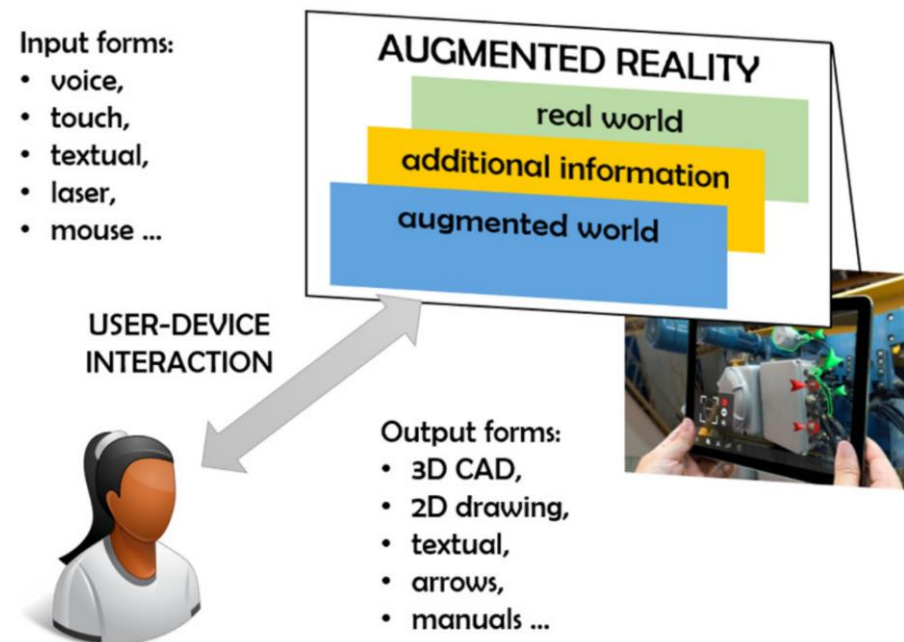 Input forms:
• voice,
• touch,
• textual,
• laser,
• mouse ...
AUGMENTED REALITY
real world
additional information
augmented world
USER-DEVICE
INTERACTION
Output forms:
• 3D CAD,
• 2D drawing,
• textual,
• arrows,
• manuals ...